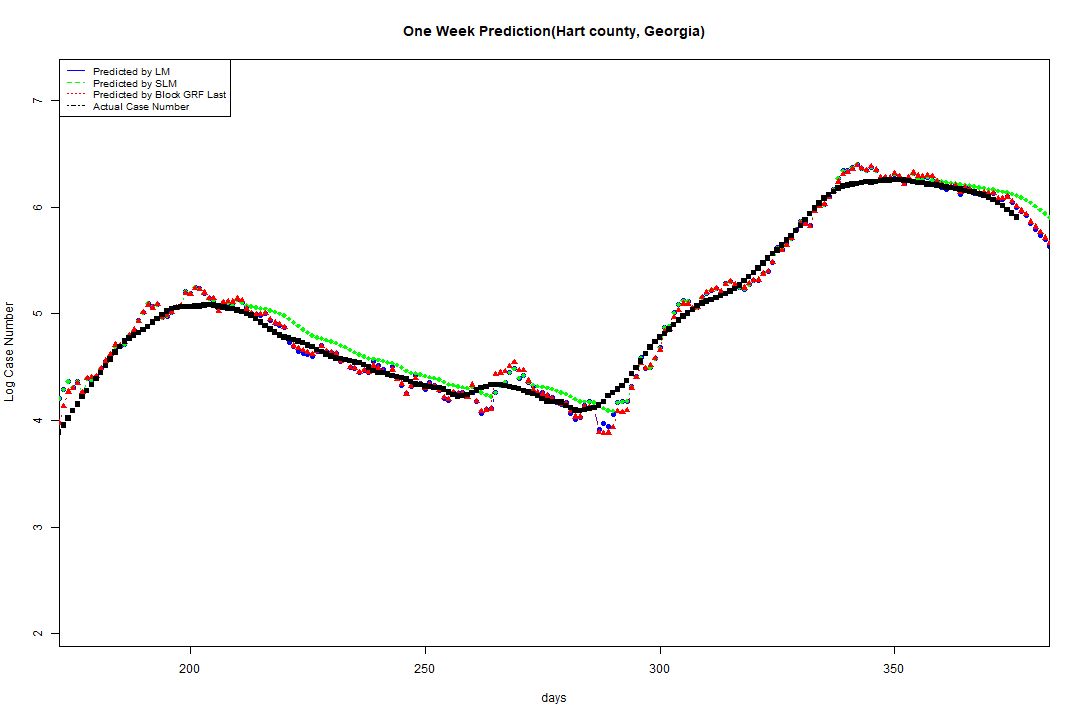 One Week Prediction(Hart county, Georgia)
Predicted by LM
Predicted by SLM
Predicted by Block GRF Last
Actual Case Number
7
6
5
4
3
2
Log Case Number
200
250
300
350
days